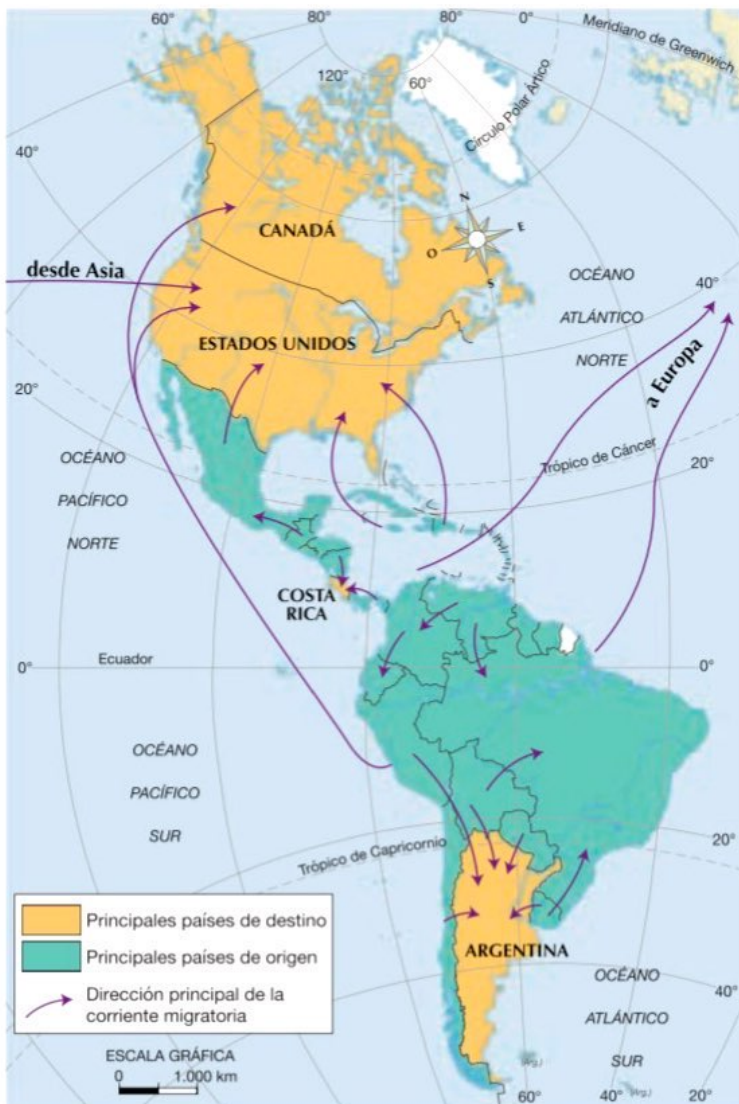 80°
80°
0°
Meridiano de Greenwich
60°
120°
60°
Círculo Polar Ártico
40°
N
E
O
S
CANADÁ
desde Asia
OCÉANO
ATLÁNTICO
NORTE
40°
ESTADOS UNIDOS
a Europa
20°
Trópico de Cáncer
20°
OCÉANO
PACÍFICO
NORTE
COSTA
RICA
0°
Ecuador
0°
OCÉANO
PACÍFICO
SUR
Trópico de Capricornio
20°
Principales países de destino
Principales países de origen
Dirección principal de la
corriente migratoria
ARGENTINA
OCÉANO
ATLÁNTICO
SUR
40°
ESCALA GRÁFICA
0 1.000 km
(Arg.)
(Arg.)
60°
40°
20°